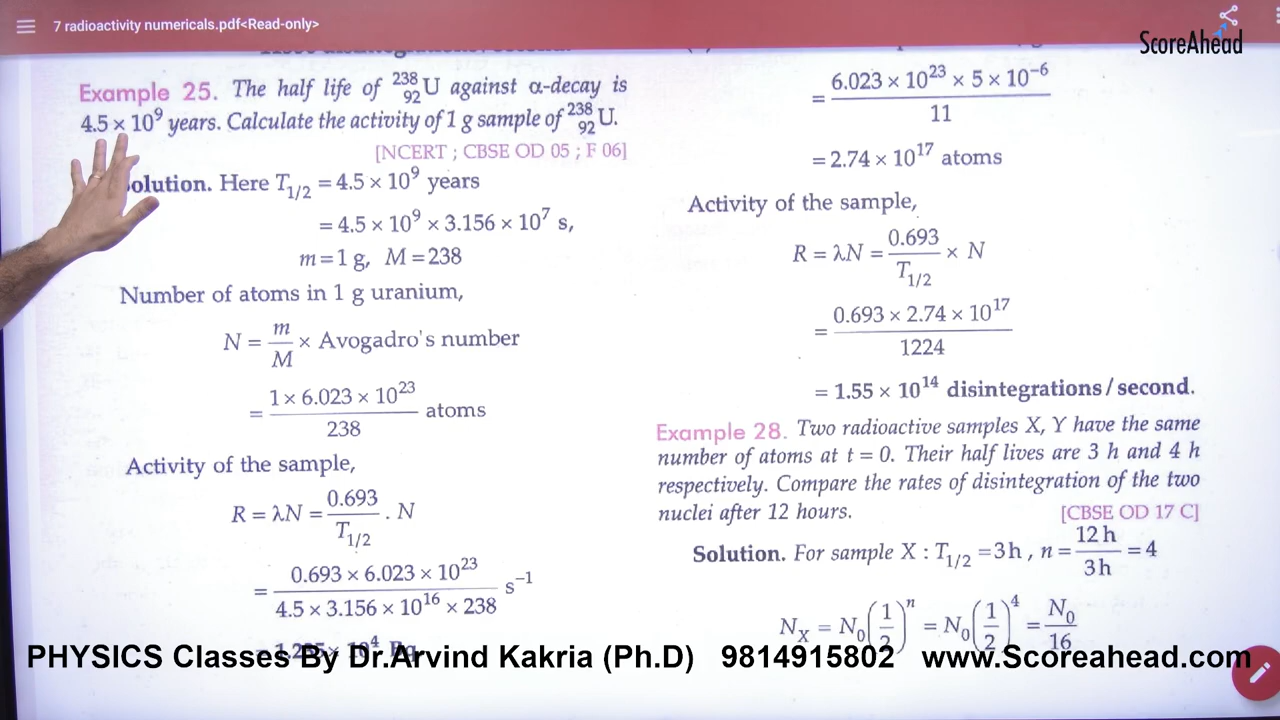 7 radioactivity numericals.pdf<Read-only>
ScoreAhead
Example 25. The half life of ²³⁸₉₂U against α-decay is
4.5 × 10⁹ years. Calculate the activity of 1 g sample of ²³⁸₉₂U.
[NCERT ; CBSE OD 05 ; F 06]
olution. Here T₁/₂ = 4.5 × 10⁹ years
= 4.5 × 10⁹ × 3.156 × 10⁷ s,
m = 1 g, M = 238
Number of atoms in 1 g uranium,
N = m/M × Avogadro's number
= 1 × 6.023 × 10²³ / 238 atoms
Activity of the sample,
R = λN = 0.693 / T₁/₂ . N
= 0.693 × 6.023 × 10²³ / 4.5 × 3.156 × 10¹⁶ × 238 s⁻¹
= 6.023 × 10²³ × 5 × 10⁻⁶ / 11
= 2.74 × 10¹⁷ atoms
Activity of the sample,
R = λN = 0.693 / T₁/₂ × N
= 0.693 × 2.74 × 10¹⁷ / 1224
= 1.55 × 10¹⁴ disintegrations / second.
Example 28. Two radioactive samples X, Y have the same
number of atoms at t = 0. Their half lives are 3 h and 4 h
respectively. Compare the rates of disintegration of the two
nuclei after 12 hours.
[CBSE OD 17 C]
Solution. For sample X : T₁/₂ = 3h , n = 12 h / 3 h = 4
N_X = N₀(1/2)ⁿ = N₀(1/2)⁴ = N₀/16
PHYSICS Classes By Dr.Arvind Kakria (Ph.D) 9814915802 www.Scoreahead.com